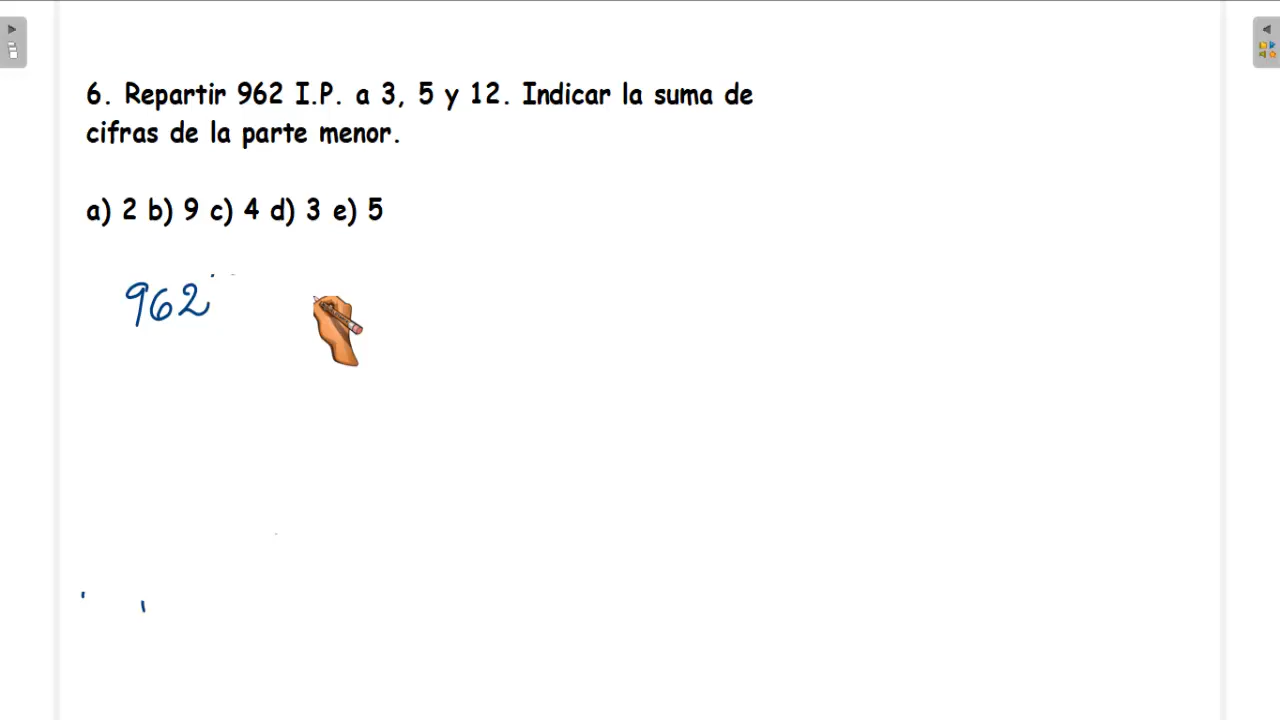 6. Repartir 962 I.P. a 3, 5 y 12. Indicar la suma de
cifras de la parte menor.
a) 2 b) 9 c) 4 d) 3 e) 5
962